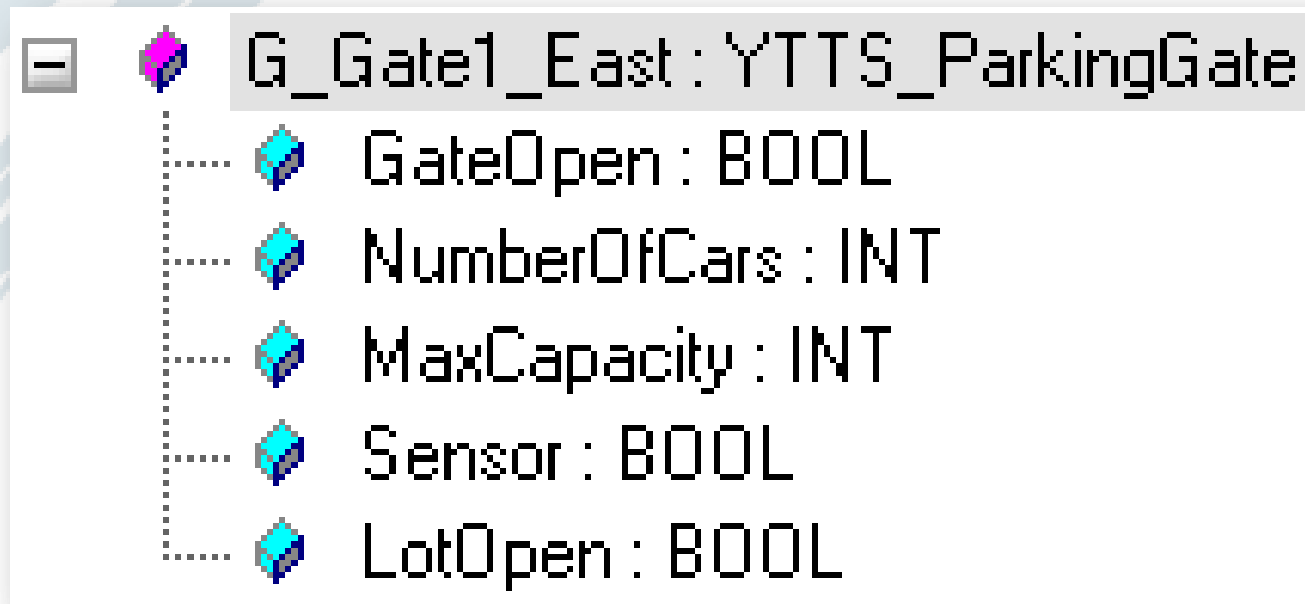 G_Gate1_East : YTTS_ParkingGate
GateOpen : BOOL
NumberOfCars : INT
MaxCapacity : INT
Sensor : BOOL
LotOpen : BOOL